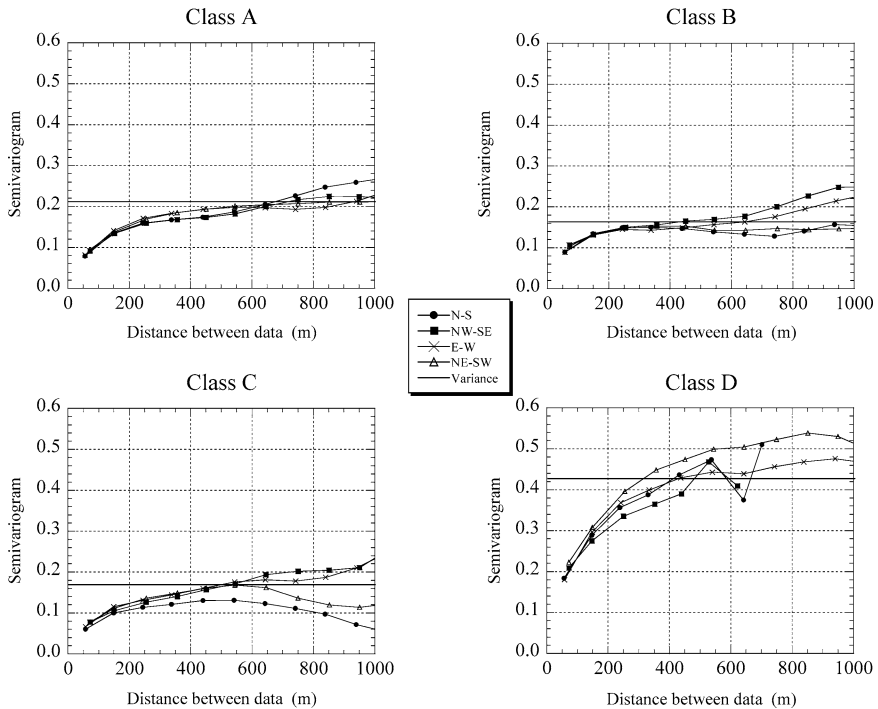 Class A
0.6
0.5
0.4
0.3
0.2
0.1
0.0
Semivariogram
0 200 400 600 800 1000
Distance between data (m)
Class B
0.6
0.5
0.4
0.3
0.2
0.1
0.0
Semivariogram
0 200 400 600 800 1000
Distance between data (m)
N-S
NW-SE
E-W
NE-SW
Variance
Class C
0.6
0.5
0.4
0.3
0.2
0.1
0.0
Semivariogram
0 200 400 600 800 1000
Distance between data (m)
Class D
0.6
0.5
0.4
0.3
0.2
0.1
0.0
Semivariogram
0 200 400 600 800 1000
Distance between data (m)